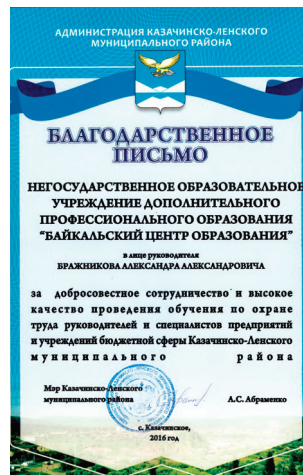 АДМИНИСТРАЦИЯ КАЗАЧИНСКО-ЛЕНСКОГО
МУНИЦИПАЛЬНОГО РАЙОНА
БЛАГОДАРСТВЕННОЕ
ПИСЬМО
НЕГОСУДАРСТВЕННОЕ ОБРАЗОВАТЕЛЬНОЕ
УЧРЕЖДЕНИЕ ДОПОЛНИТЕЛЬНОГО
ПРОФЕССИОНАЛЬНОГО ОБРАЗОВАНИЯ
“БАЙКАЛЬСКИЙ ЦЕНТР ОБРАЗОВАНИЯ”
в лице руководителя
БРАЖНИКОВА АЛЕКСАНДРА АЛЕКСАНДРОВИЧА
за добросовестное сотрудничество и высокое
качество проведения обучения по охране
труда руководителей и специалистов предприятий
и учреждений бюджетной сферы Казачинско-Ленского
муниципального района
Мэр Казачинско-Ленского
муниципального района А.С. Абраменко
с. Казачинское,
2016 год